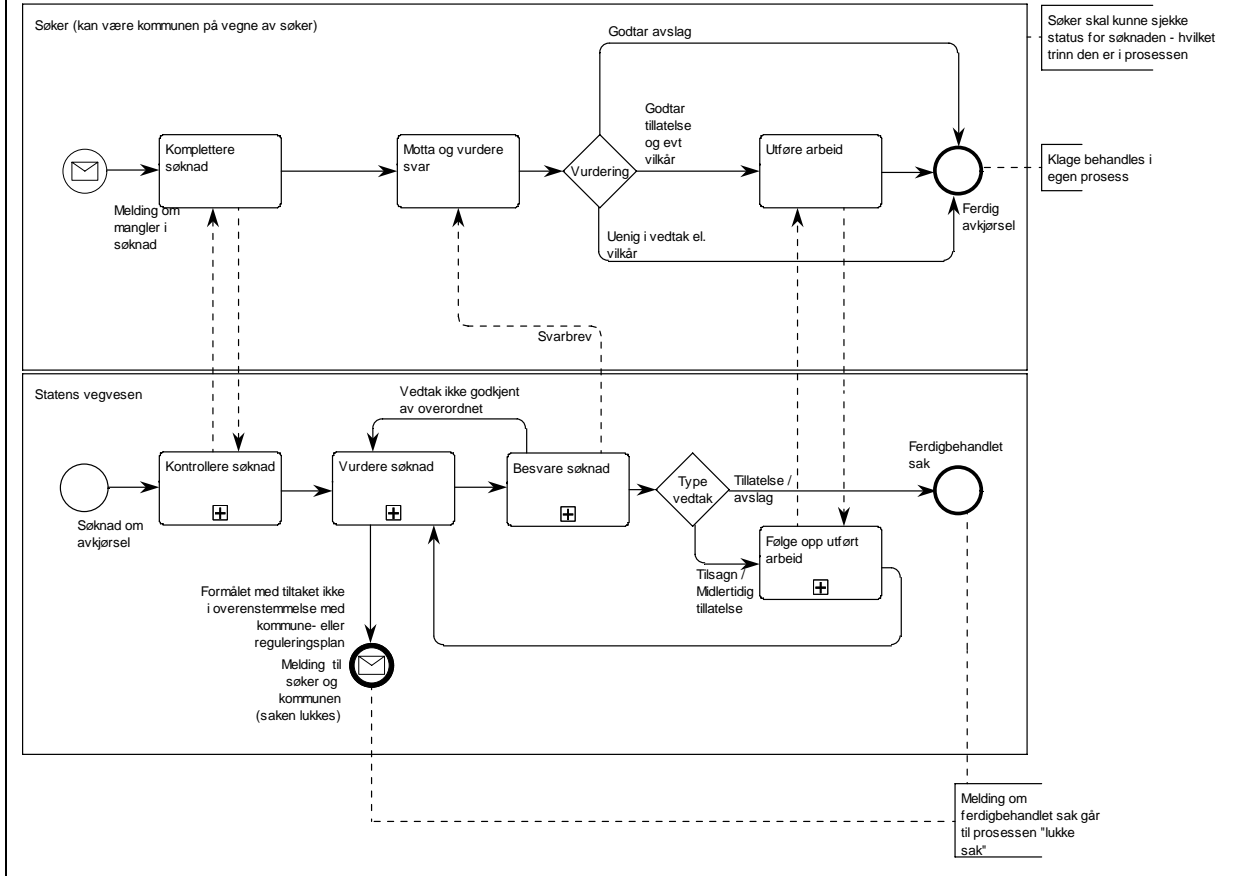 Søker (kan være kommunen på vegne av søker)
Godtar avslag
Søker skal kunne sjekke
status for søknaden - hvilket
trinn den er i prosessen
Komplettere
søknad
Motta og vurdere
svar
Vurdering
Godtar
tillatelse
og evt
vilkår
Utføre arbeid
Klage behandles i
egen prosess
Melding om
mangler i
søknad
Ferdig
avkjørsel
Uenig i vedtak el.
vilkår
Svarbrev
Statens vegvesen
Vedtak ikke godkjent
av overordnet
Ferdigbehandlet
sak
Kontrollere søknad
Vurdere søknad
Besvare søknad
Type
vedtak
Tillatelse /
avslag
Søknad om
avkjørsel
Følge opp utført
arbeid
Tilsagn /
Midlertidig
tillatelse
Formålet med tiltaket ikke
i overenstemmelse med
kommune- eller
reguleringsplan
Melding til
søker og
kommunen
(saken lukkes)
Melding om
ferdigbehandlet sak går
til prosessen "lukke
sak"